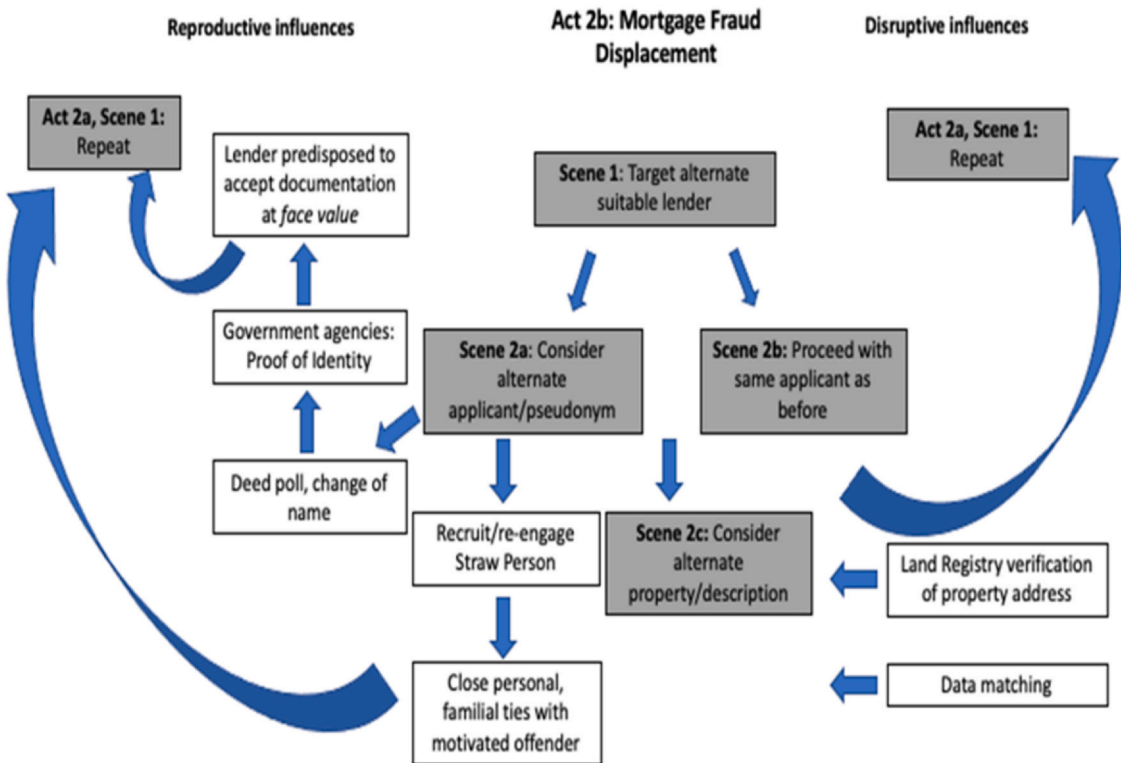 Reproductive influences
Act 2b: Mortgage Fraud
Displacement
Disruptive influences
Act 2a, Scene 1:
Repeat
Lender predisposed to
accept documentation
at face value
Scene 1: Target alternate
suitable lender
Act 2a, Scene 1:
Repeat
Government agencies:
Proof of Identity
Scene 2a: Consider
alternate
applicant/pseudonym
Scene 2b: Proceed with
same applicant as
before
Deed poll, change of
name
Recruit/re-engage
Straw Person
Scene 2c: Consider
alternate
property/description
Land Registry verification
of property address
Close personal,
familial ties with
motivated offender
Data matching